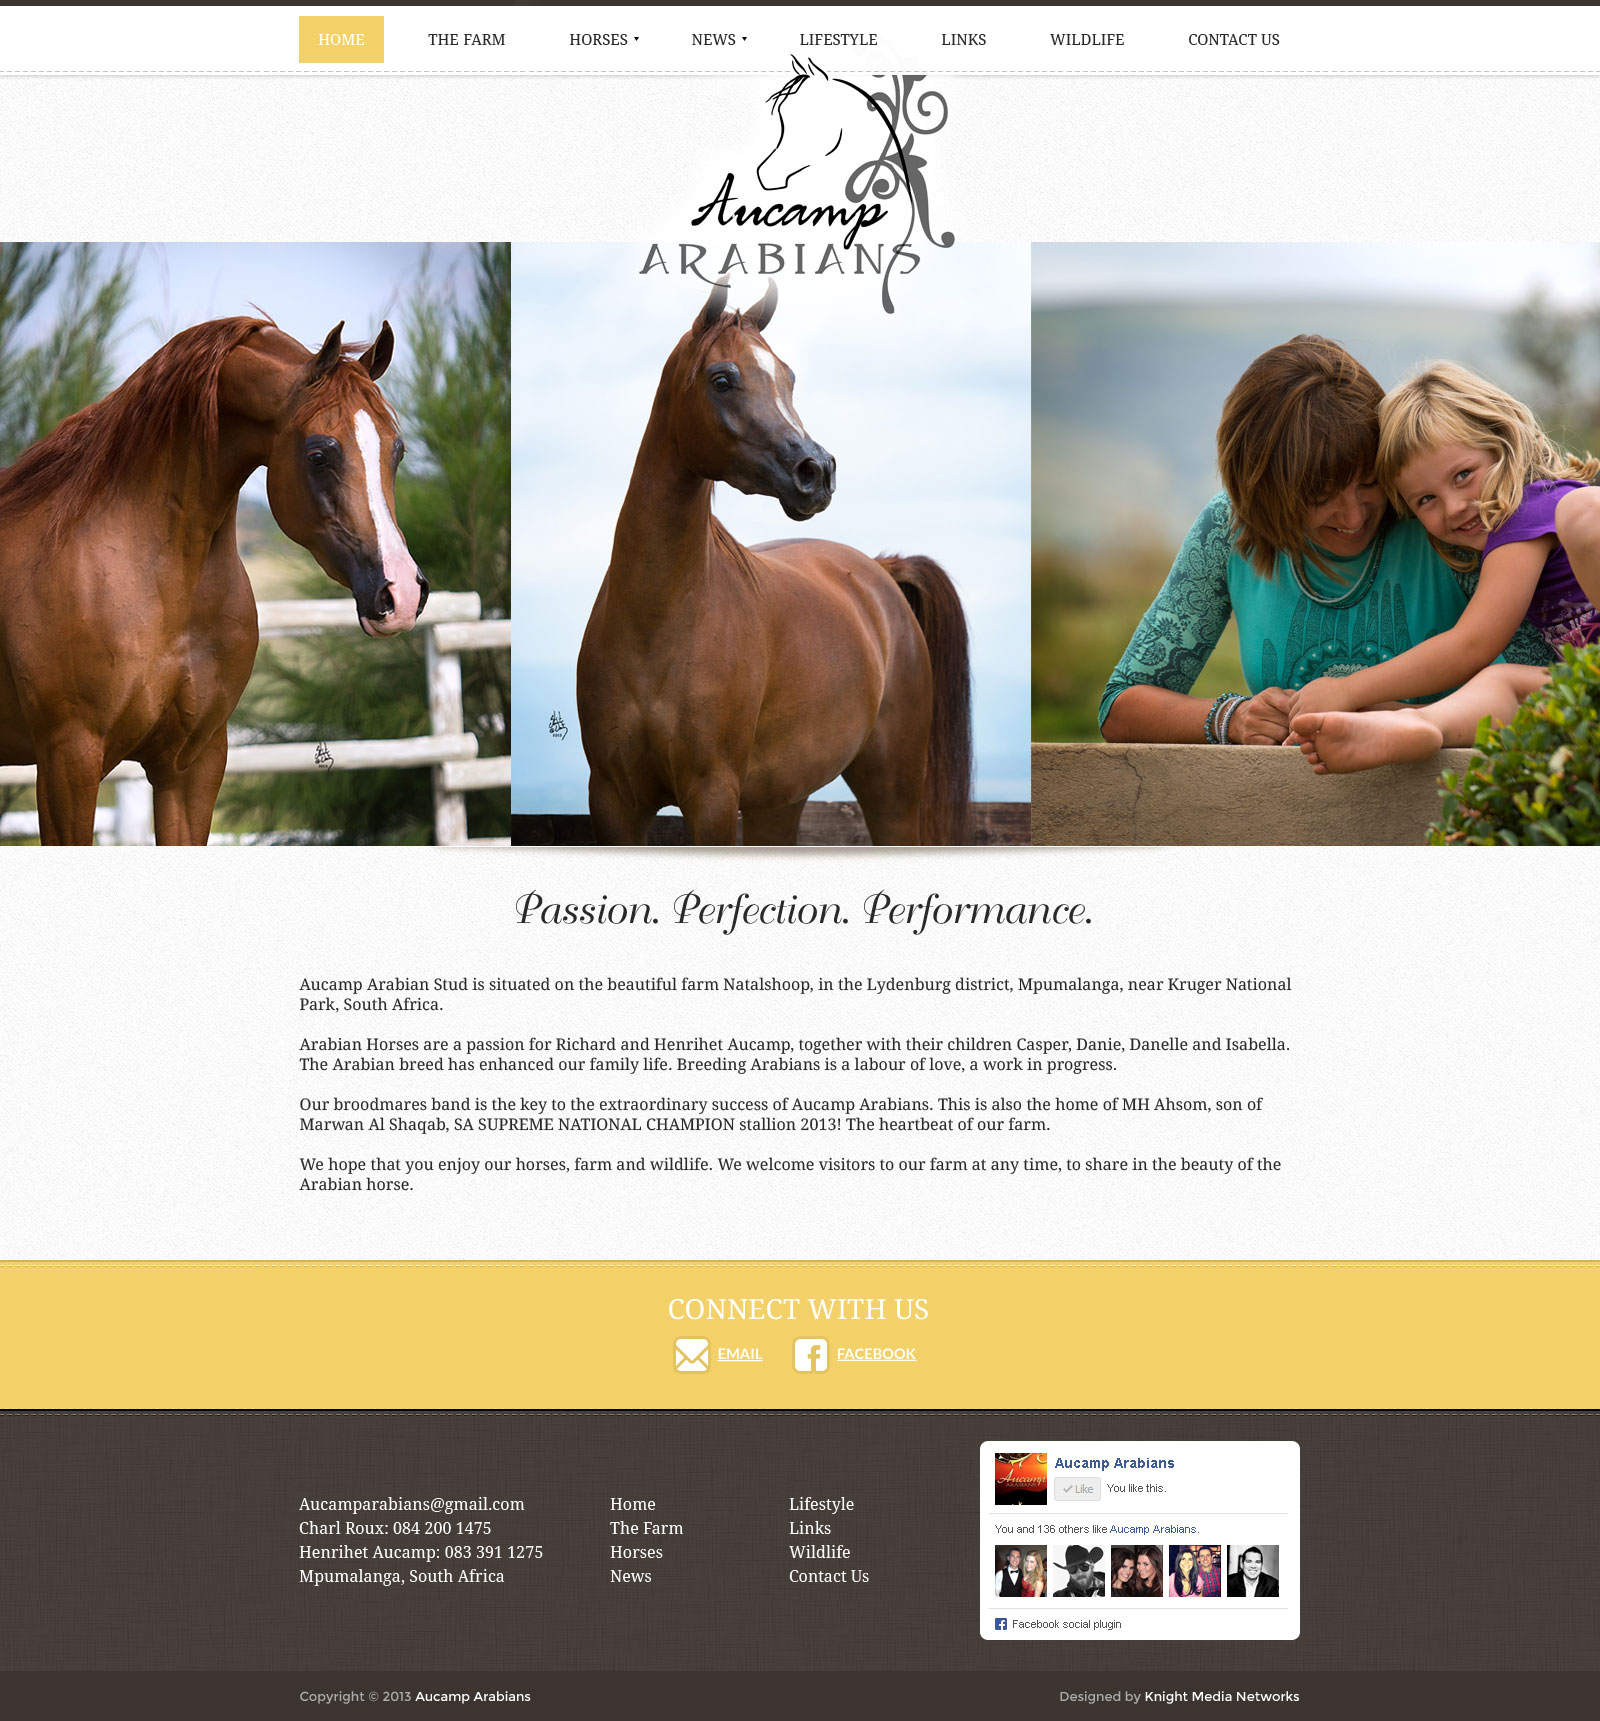 HOME
THE FARM
HORSES
NEWS
LIFESTYLE
LINKS
WILDLIFE
CONTACT US
Aucamp
ARABIANS
Passion. Perfection. Performance.
Aucamp Arabian Stud is situated on the beautiful farm Natalshoop, in the Lydenburg district, Mpumalanga, near Kruger National
Park, South Africa.
Arabian Horses are a passion for Richard and Henrihet Aucamp, together with their children Casper, Danie, Danelle and Isabella.
The Arabian breed has enhanced our family life. Breeding Arabians is a labour of love, a work in progress.
Our broodmares band is the key to the extraordinary success of Aucamp Arabians. This is also the home of MH Ahsom, son of
Marwan Al Shaqab, SA SUPREME NATIONAL CHAMPION stallion 2013! The heartbeat of our farm.
We hope that you enjoy our horses, farm and wildlife. We welcome visitors to our farm at any time, to share in the beauty of the
Arabian horse.
CONNECT WITH US
EMAIL
FACEBOOK
Aucamparabians@gmail.com
Charl Roux: 084 200 1475
Henrihet Aucamp: 083 391 1275
Mpumalanga, South Africa
Home
The Farm
Horses
News
Lifestyle
Links
Wildlife
Contact Us
Aucamp
ARABIANS
Aucamp Arabians
Like
You like this.
You and 136 others like Aucamp Arabians.
Facebook social plugin
Copyright © 2013 Aucamp Arabians
Designed by Knight Media Networks